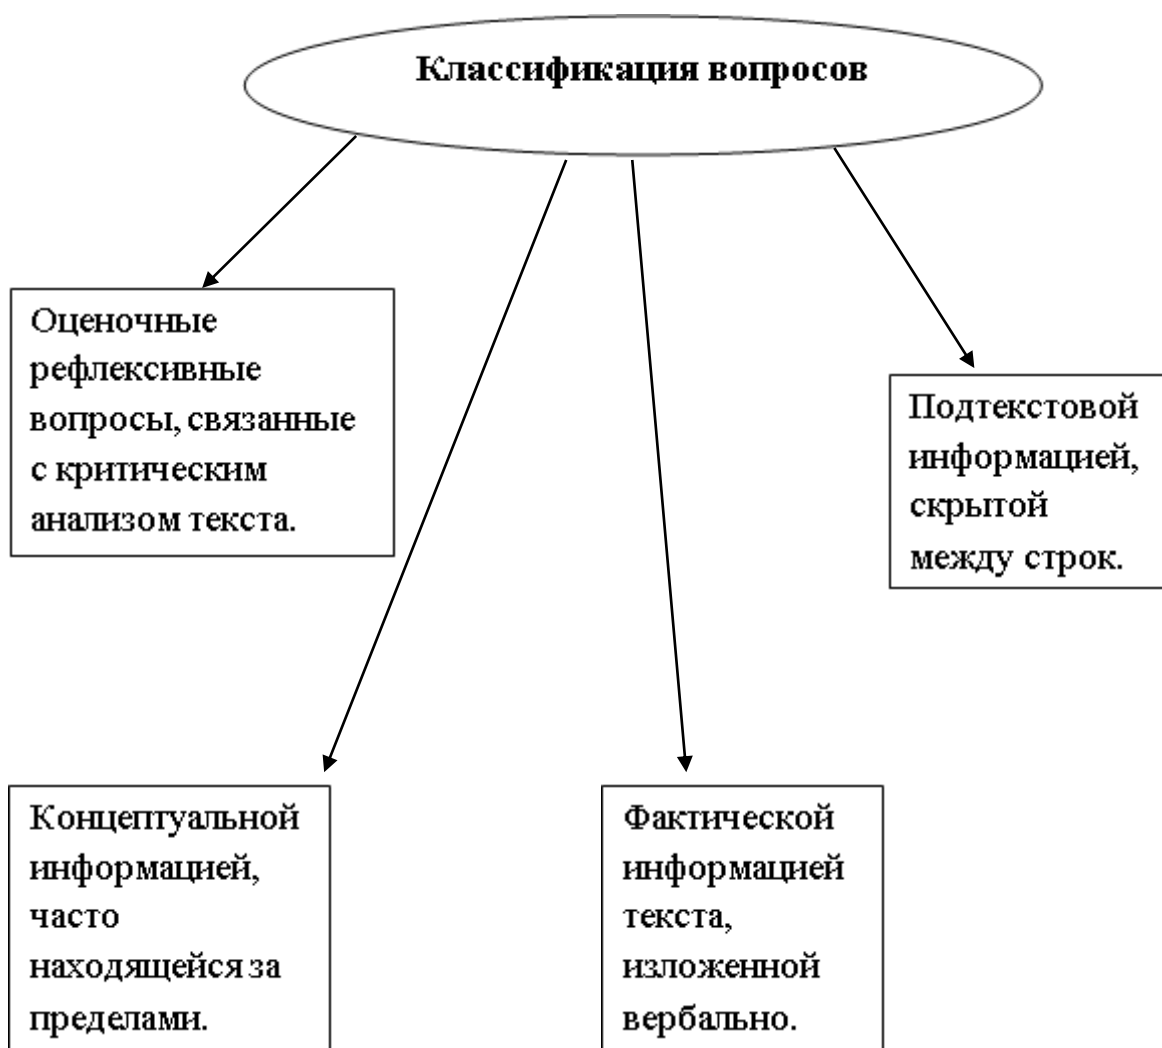 Классификация вопросов
Оценочные
рефлексивные
вопросы, связанные
с критическим
анализом текста.
Подтекстовой
информацией,
скрытой
между строк.
Концептуальной
информацией,
часто
находящейся за
пределами.
Фактической
информацией
текста,
изложенной
вербально.